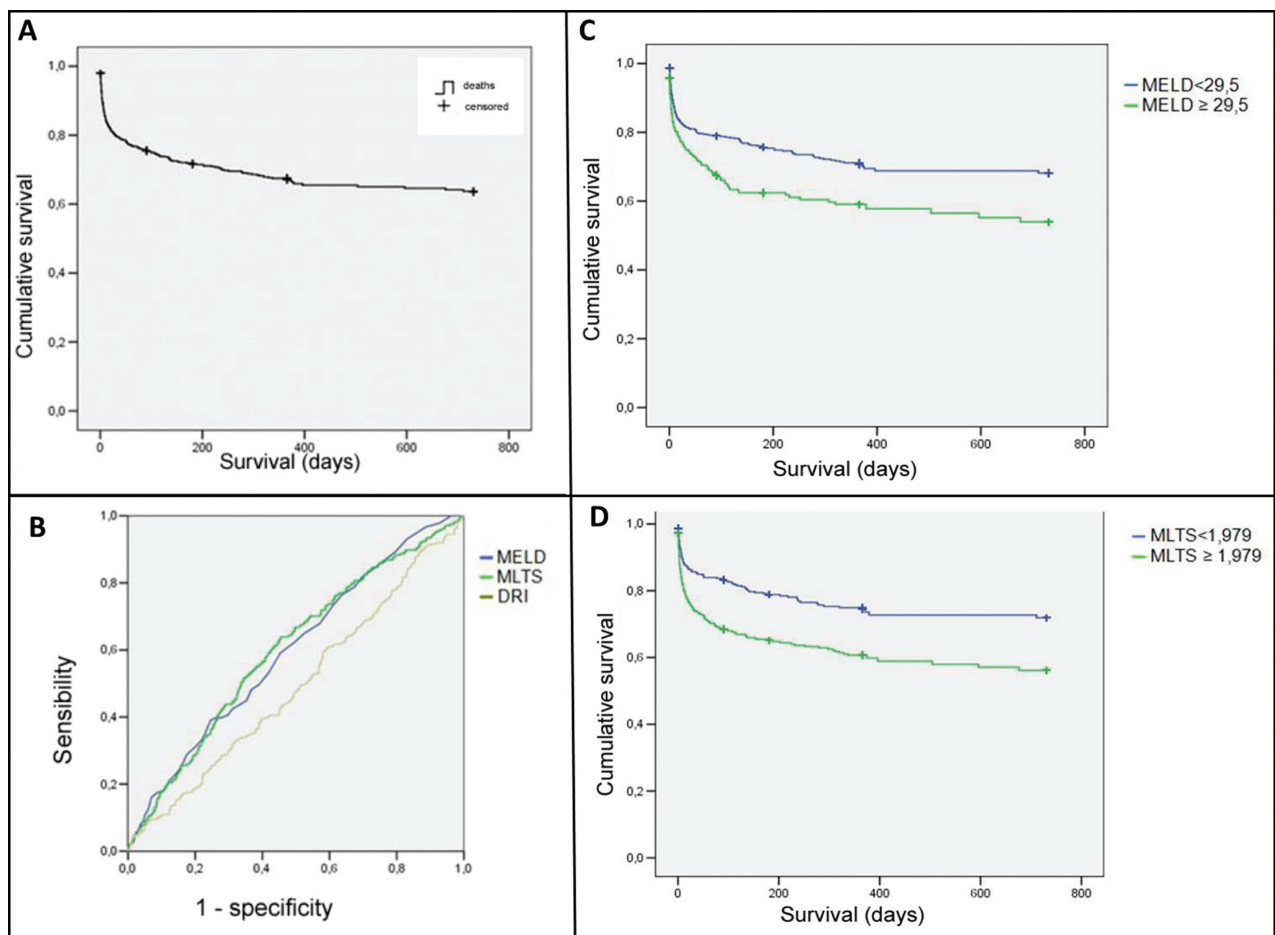 A
1,0
0,8
0,6
0,4
0,2
0,0
0
200
400
600
800
Cumulative survival
Survival (days)
deaths
censored
B
1,0
0,8
0,6
0,4
0,2
0,0
0,0
0,2
0,4
0,6
0,8
1,0
Sensibility
1 - specificity
MELD
MLTS
DRI
C
1,0
0,8
0,6
0,4
0,2
0,0
0
200
400
600
800
Cumulative survival
Survival (days)
MELD<29,5
MELD ≥ 29,5
D
1,0
0,8
0,6
0,4
0,2
0,0
0
200
400
600
800
Cumulative survival
Survival (days)
MLTS<1,979
MLTS ≥ 1,979